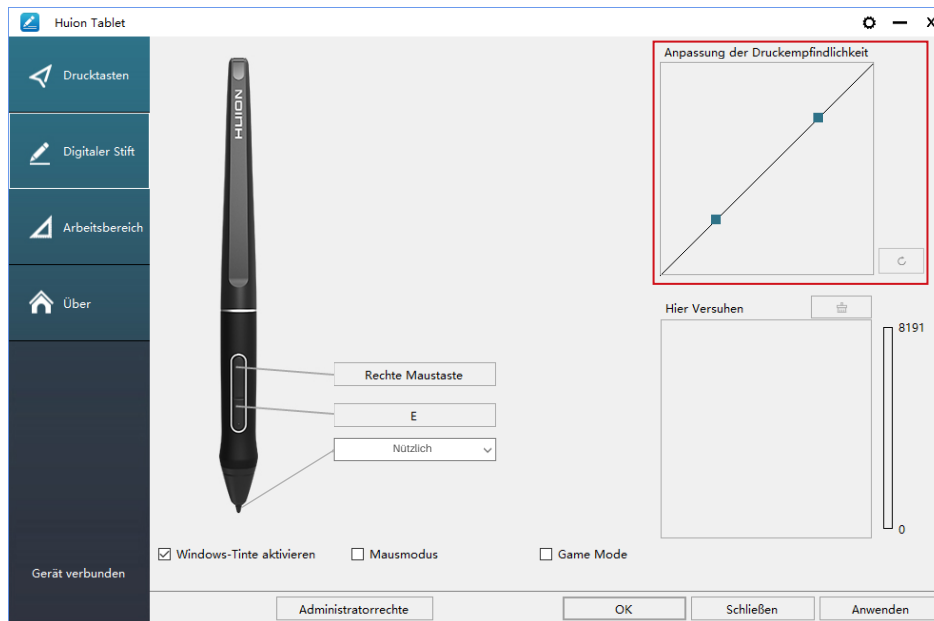 Huion Tablet
Drucktasten
Digitaler Stift
Arbeitsbereich
Über
Gerät verbunden
HUION
Rechte Maustaste
E
Nützlich
Anpassung der Druckempfindlichkeit
Hier Versuhen
8191
0
Windows-Tinte aktivieren
Mausmodus
Game Mode
Administratorrechte
OK
Schließen
Anwenden